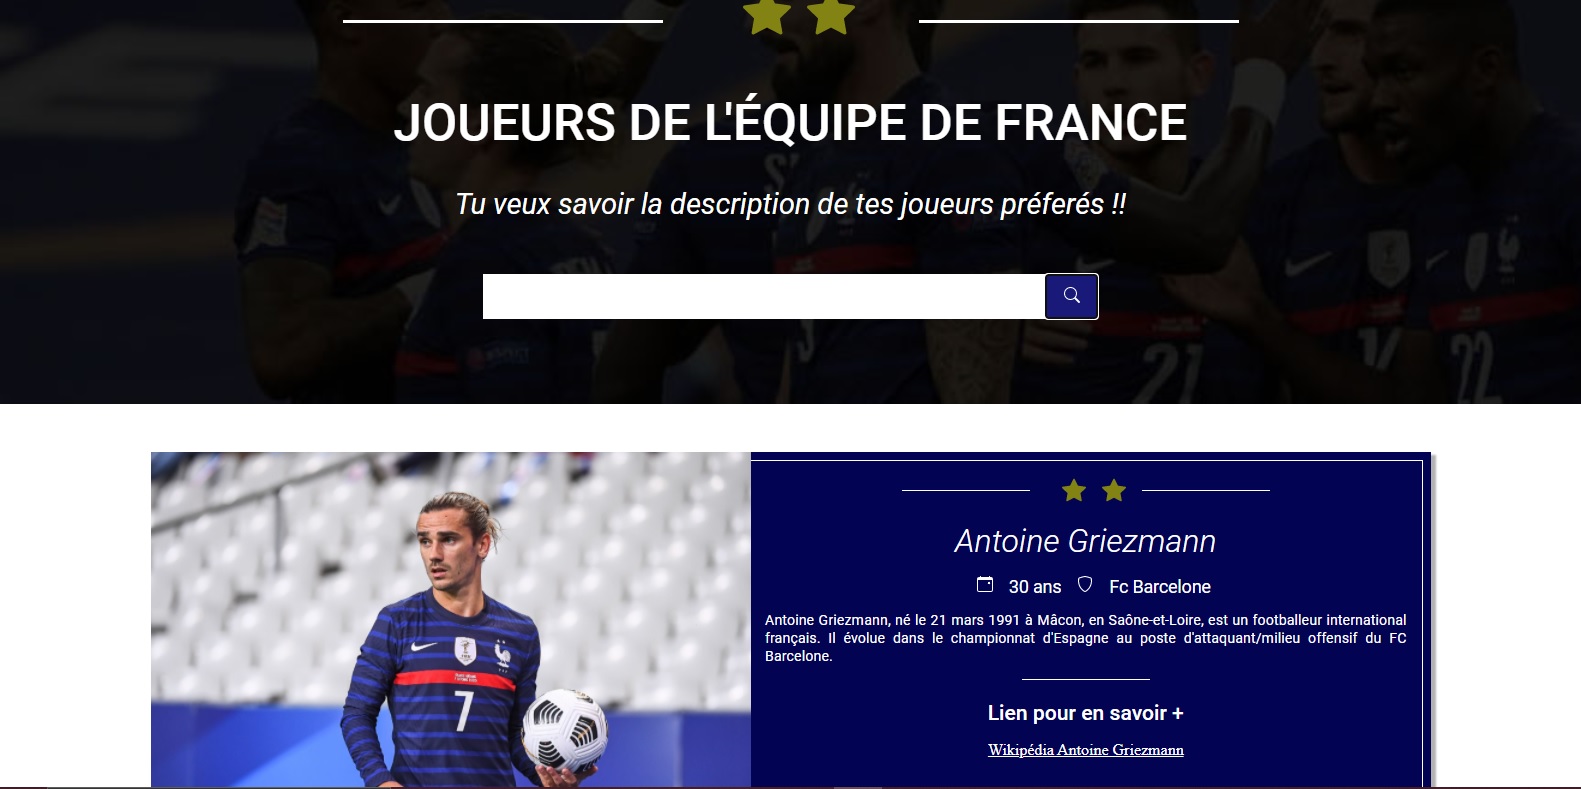 JOUEURS DE L'ÉQUIPE DE FRANCE
Tu veux savoir la description de tes joueurs préferés !!
21
22
Antoine Griezmann
30 ans Fc Barcelone
Antoine Griezmann, né le 21 mars 1991 à Mâcon, en Saône-et-Loire, est un footballeur international
français. Il évolue dans le championnat d'Espagne au poste d'attaquant/milieu offensif du FC
Barcelone.
7
Lien pour en savoir +
Wikipédia Antoine Griezmann